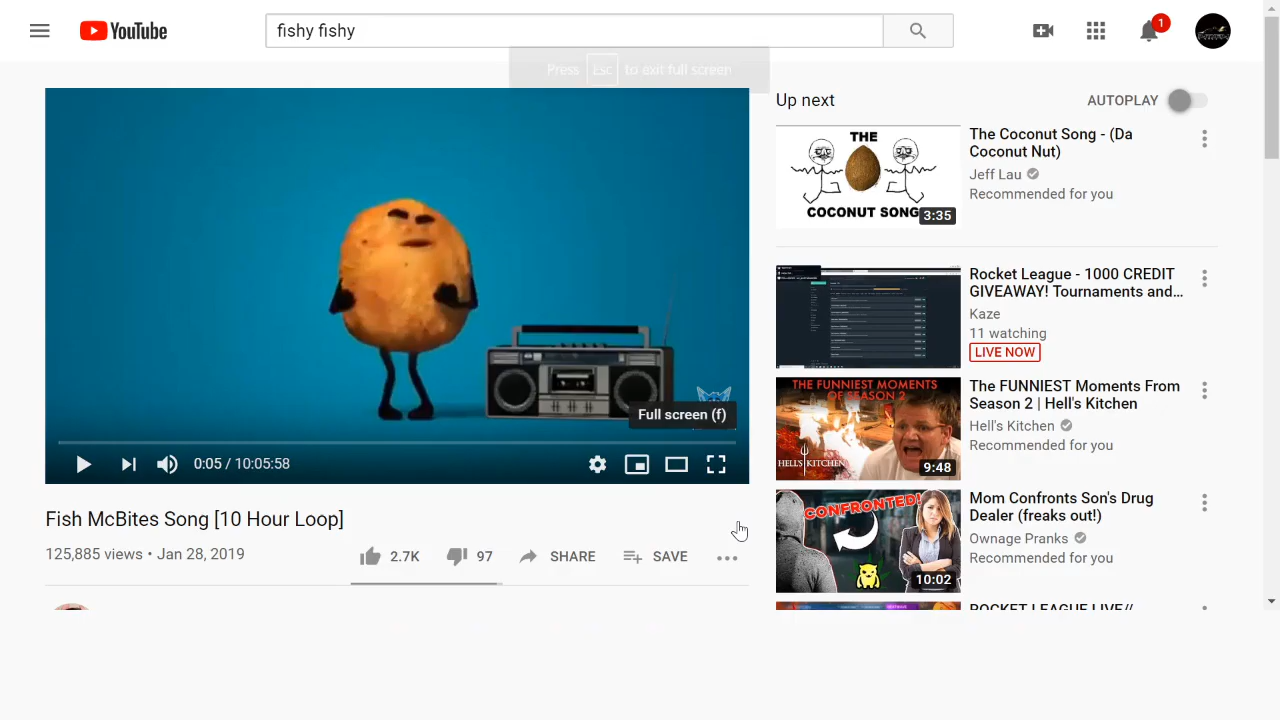 YouTube
fishy fishy
1
Press Esc to exit full screen
Full screen (f)
0:05 / 10:05:58
Fish McBites Song [10 Hour Loop]
125,885 views • Jan 28, 2019
2.7K
97
SHARE
SAVE
Up next
AUTOPLAY
THE
COCONUT SONG
3:35
The Coconut Song - (Da
Coconut Nut)
Jeff Lau
Recommended for you
Rocket League - 1000 CREDIT
GIVEAWAY! Tournaments and...
Kaze
11 watching
LIVE NOW
THE FUNNIEST MOMENTS
OF SEASON 2
HELL'S KITCHEN
9:48
The FUNNIEST Moments From
Season 2 | Hell's Kitchen
Hell's Kitchen
Recommended for you
CONFRONTED!
10:02
Mom Confronts Son's Drug
Dealer (freaks out!)
Ownage Pranks
Recommended for you
ROCKET LEAGUE LIVE//